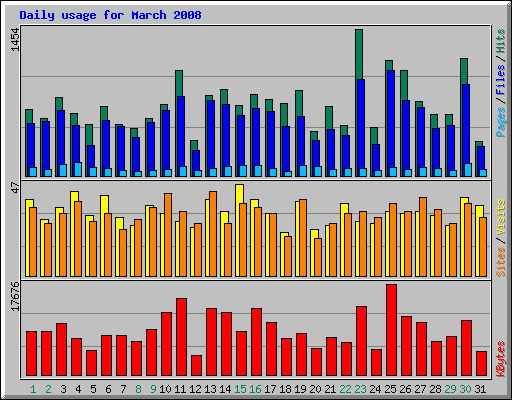 Daily usage for March 2008
1454
Pages / Files / Hits
47
Sites / Visits
17676
KBytes
1 2 3 4 5 6 7 8 9 10 11 12 13 14 15 16 17 18 19 20 21 22 23 24 25 26 27 28 29 30 31